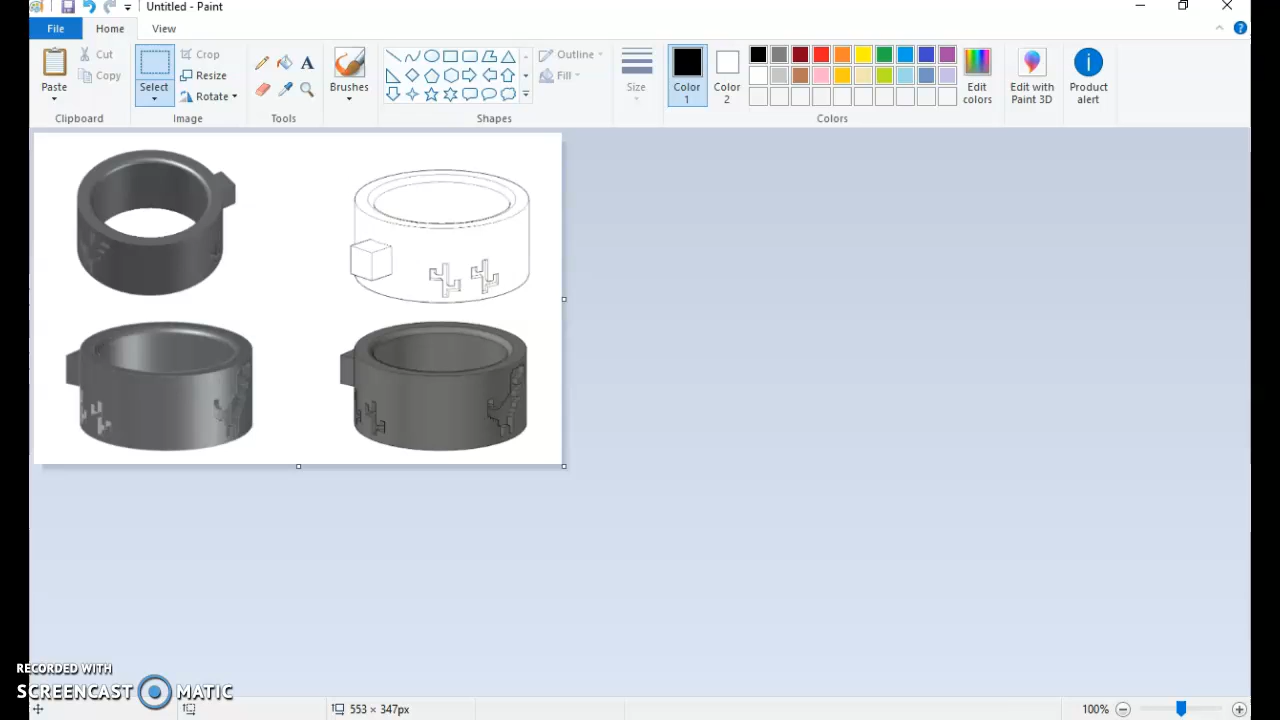 Untitled - Paint
File Home View
Paste
Cut
Copy
Clipboard
Select
Crop
Resize
Rotate
Image
A
Tools
Brushes
Outline
Fill
Shapes
Size
Color 1
Color 2
Edit colors
Colors
Edit with Paint 3D
Product alert
RECORDED WITH
SCREENCAST MATIC
553 × 347px
100%